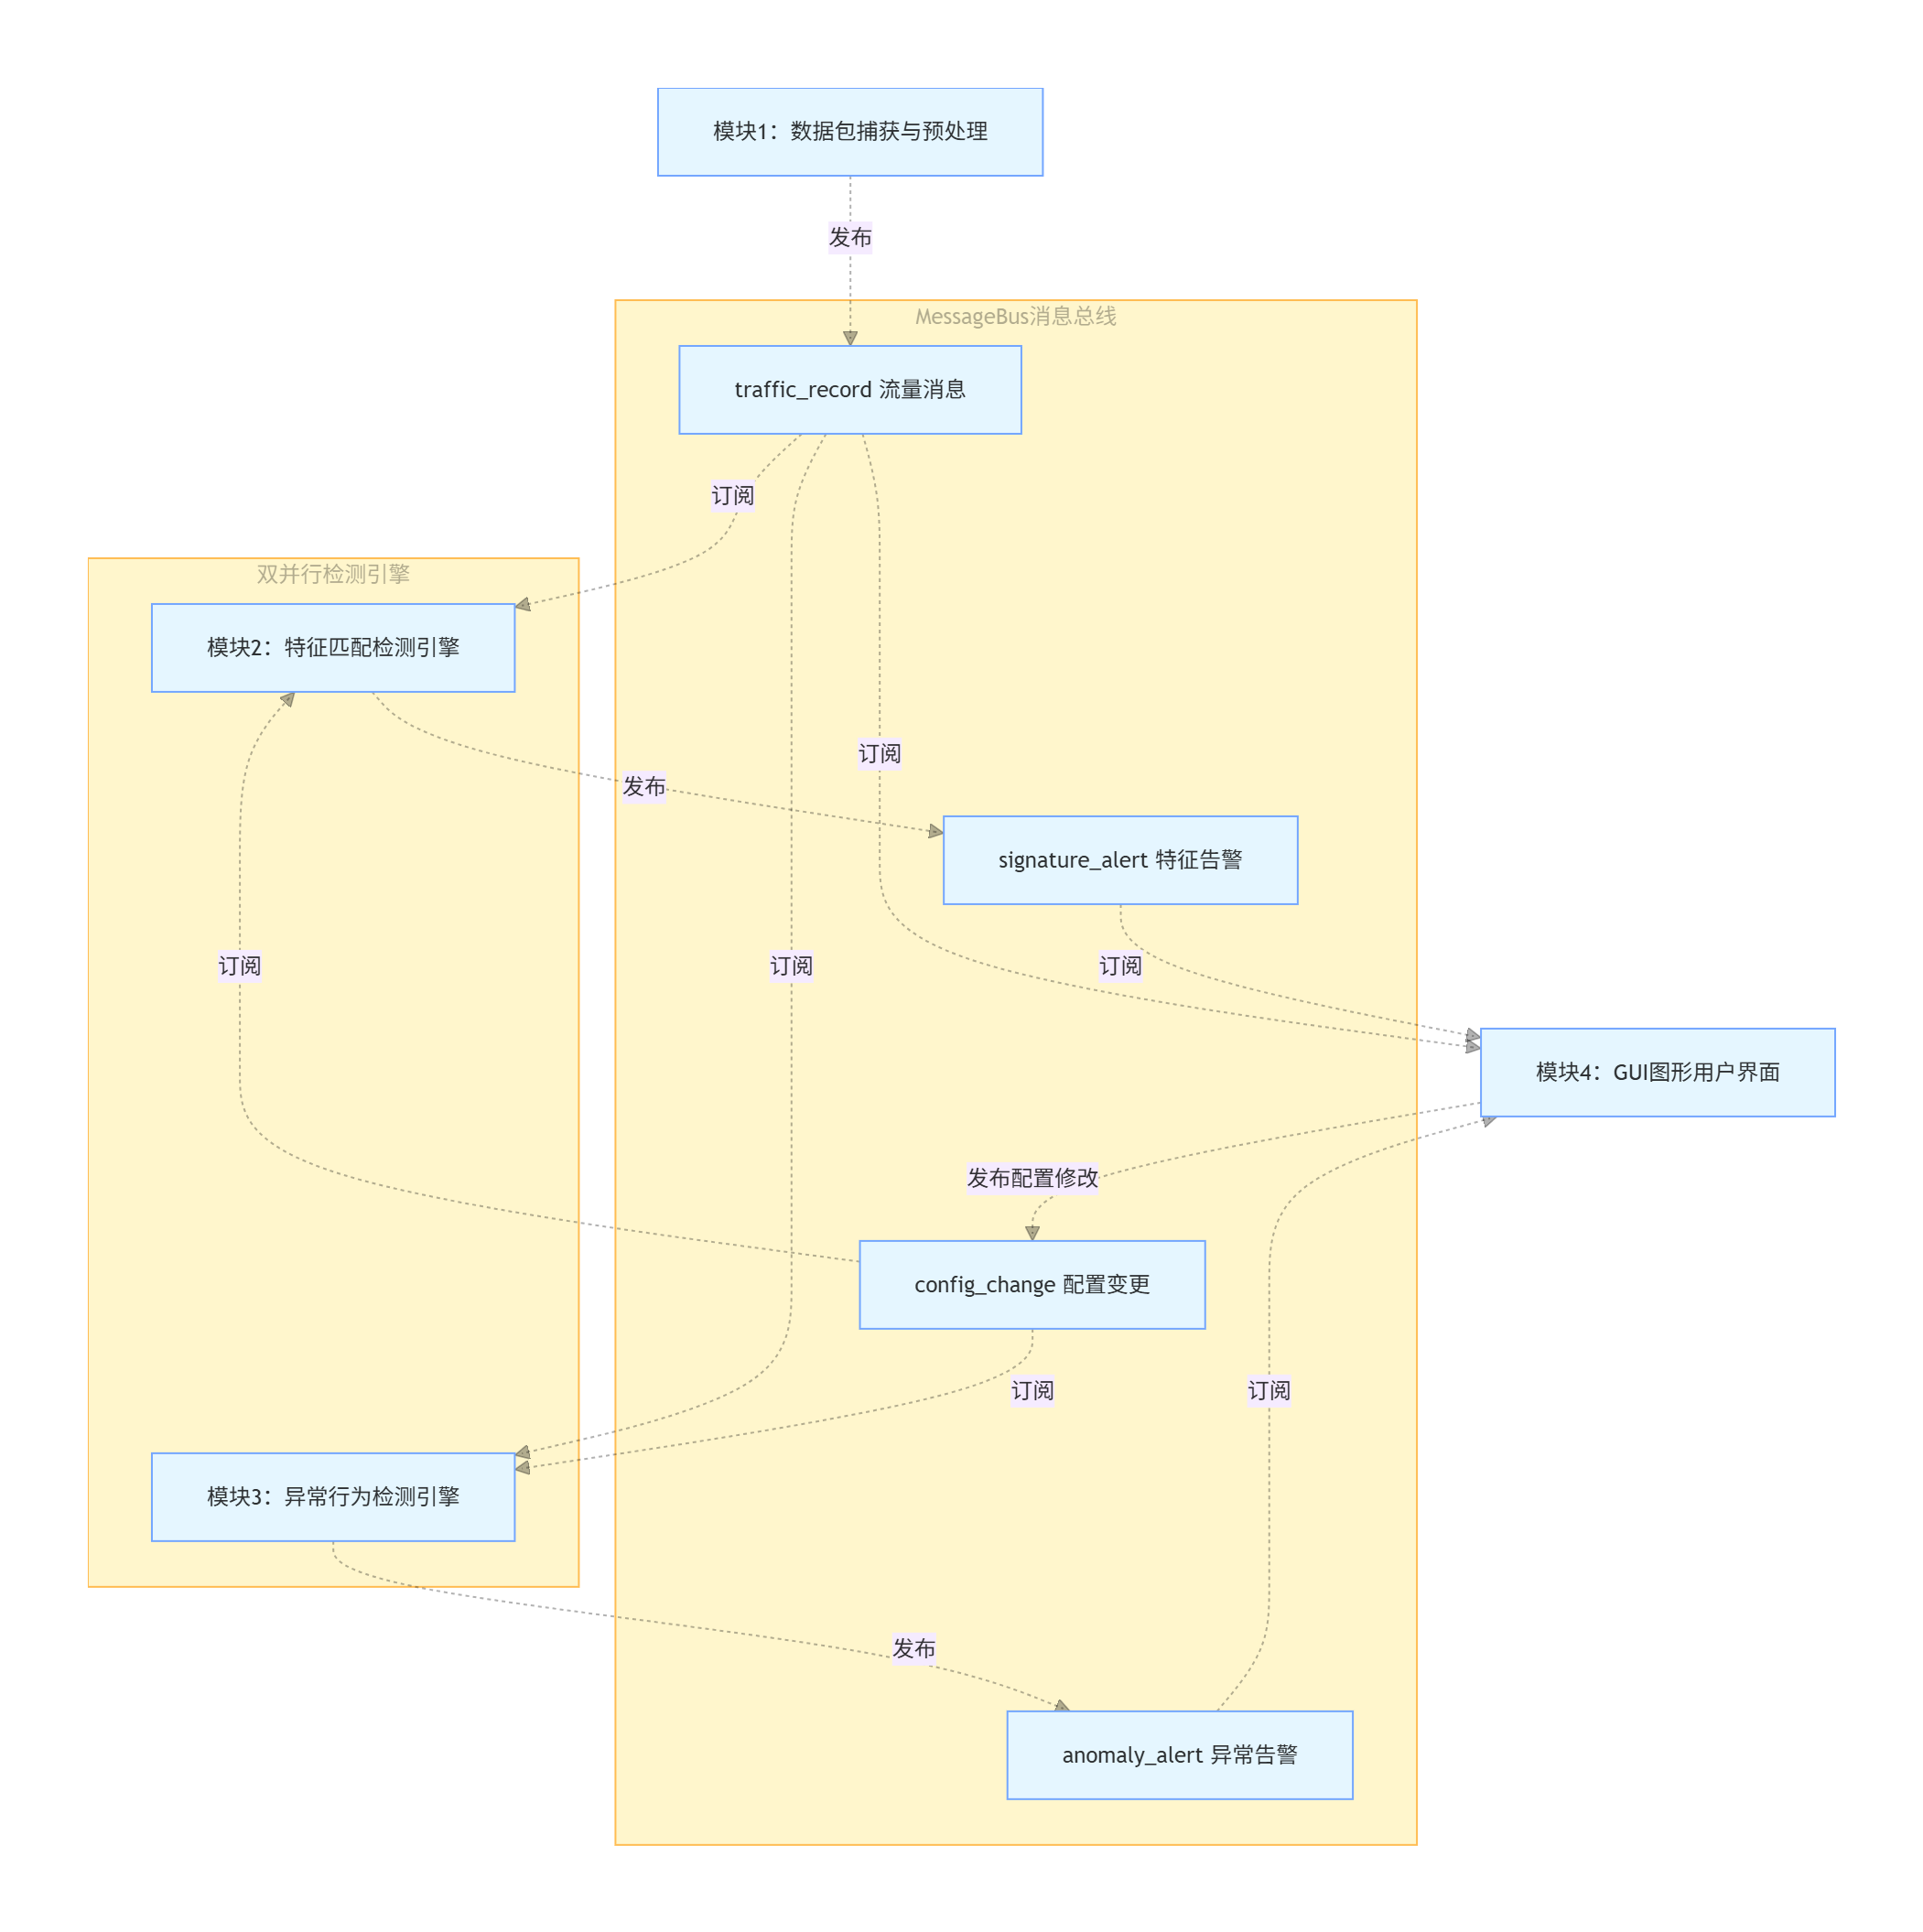 模块1：数据包捕获与预处理
发布
MessageBus消息总线
traffic_record 流量消息
订阅
双并行检测引擎
模块2：特征匹配检测引擎
订阅
发布
signature_alert 特征告警
订阅
订阅
订阅
模块4：GUI图形用户界面
发布配置修改
config_change 配置变更
订阅
订阅
模块3：异常行为检测引擎
发布
anomaly_alert 异常告警